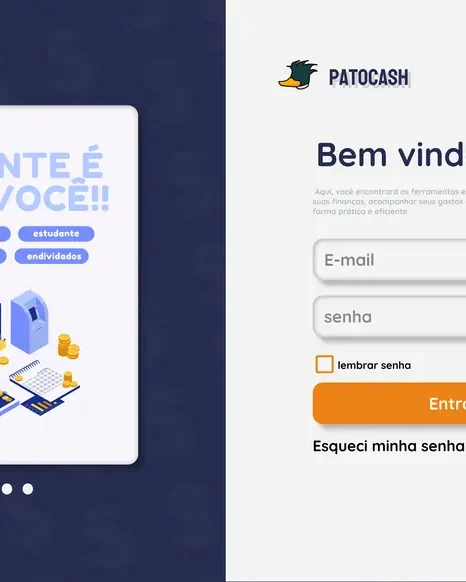 NTE É
VOCÊ!!
estudante
endividados
PATOCASH
Bem vind
Aqui, você encontrará as ferramentas e
suas finanças, acompanhar seus gastos
forma prática e eficiente.
E-mail
senha
lembrar senha
Entra
Esqueci minha senha